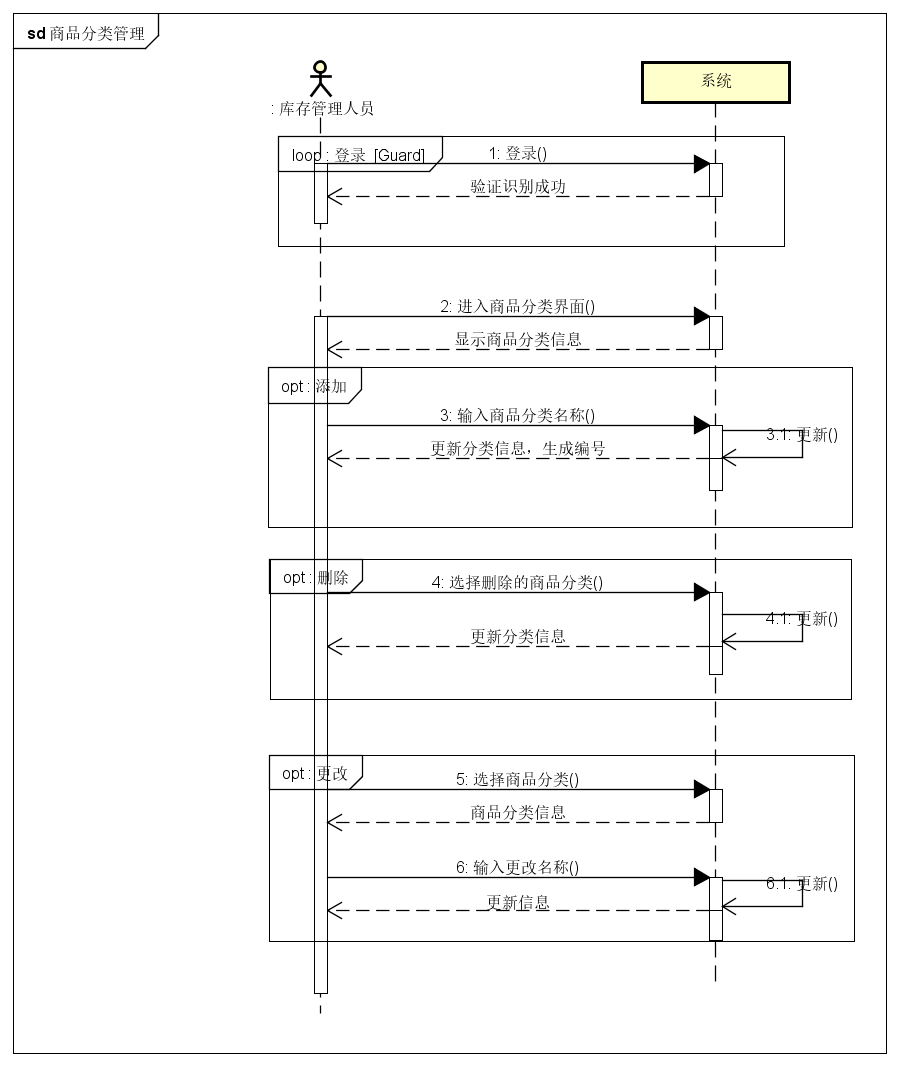 sd 商品分类管理
: 库存管理人员
系统
loop : 登录 [Guard]
1: 登录()
验证识别成功
2: 进入商品分类界面()
显示商品分类信息
opt : 添加
3: 输入商品分类名称()
3.1: 更新()
更新分类信息，生成编号
opt : 删除
4: 选择删除的商品分类()
4.1: 更新()
更新分类信息
opt : 更改
5: 选择商品分类()
商品分类信息
6: 输入更改名称()
6.1: 更新()
更新信息